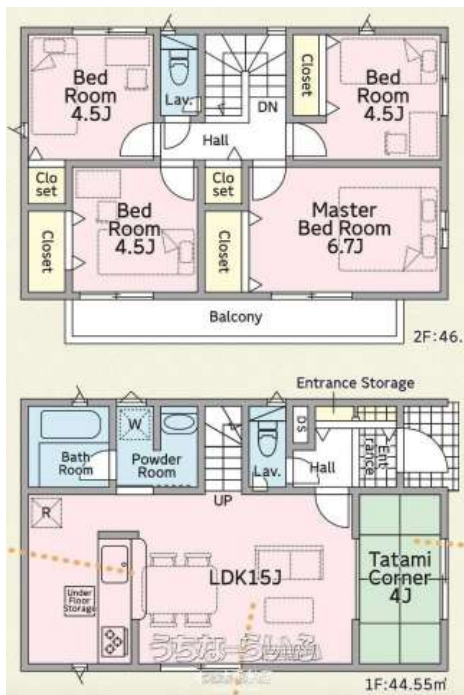 Bed
Room
4.5J
Lav.
DN
Closet
Bed
Room
4.5J
Hall
Clo
set
Closet
Bed
Room
4.5J
Clo
set
Closet
Master
Bed Room
6.7J
Balcony
2F:46.
Entrance Storage
Bath
Room
W
Powder
Room
UP
Lav.
DS
Hall
Ent
rance
R
Under
Floor
Storage
LDK15J
Tatami
Corner
4J
うちなーらいふ
1F:44.55㎡